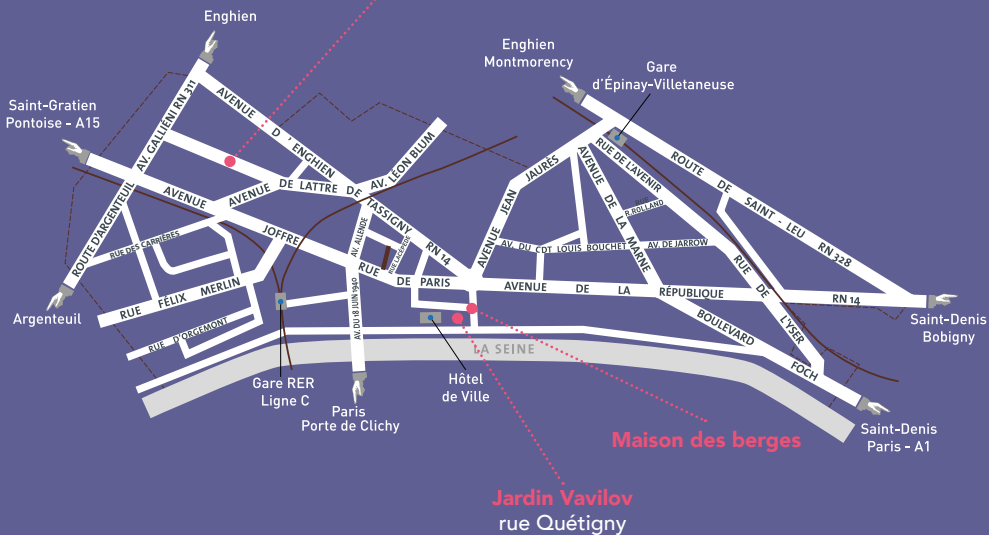 Enghien
Enghien
Montmorency
Gare
d'Épinay-Villetaneuse
Saint-Gratien
Pontoise - A15
AV. GALLIÉNI RN 311
AVENUE D'ENGHIEN
AV. LÉON BLUM
ROUTE DE SAINT-LEU RN 328
RUE DE L'AVENIR
AVENUE JEAN JAURÈS
AVENUE DE LA MARNE
R.ROLLAND
ROUTE D'ARGENTEUIL
AVENUE JOFFRE
AVENUE DE LATTRE DE TASSIGNY
RN 14
AV. ALLENDE
RUE LACÉPÈDE
RUE DES CARRIÈRES
AV. DU CDT LOUIS BOUCHET
AV. DE JARROW
RUE DE L'YSER
RUE FÉLIX MERLIN
RUE DE PARIS
AVENUE DE LA RÉPUBLIQUE
RN 14
Argenteuil
RUE D'ORGEMONT
AV. DU 18 JUIN 1940
BOULEVARD FOCH
Saint-Denis
Bobigny
LA SEINE
Gare RER
Ligne C
Hôtel
de Ville
Paris
Porte de Clichy
Saint-Denis
Paris - A1
Maison des berges
Jardin Vavilov
rue Quétigny